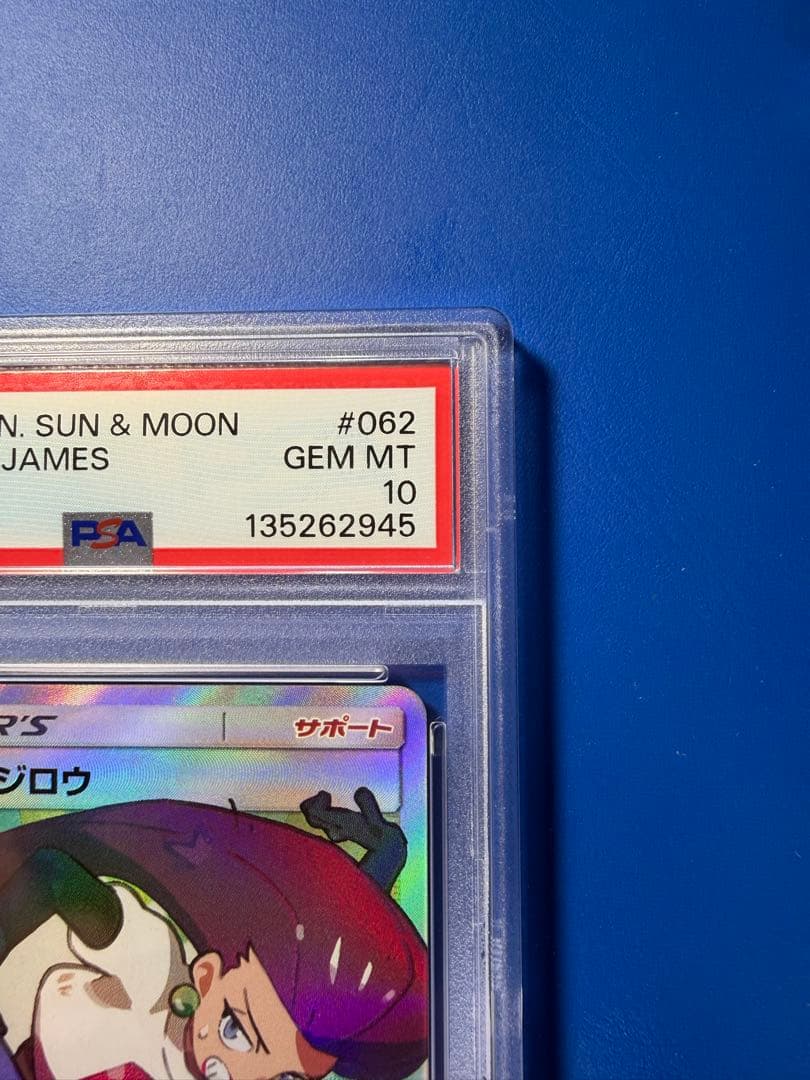 N. SUN & MOON #062
JAMES GEM MT
10
PSA 135262945
R'S サポート
ジロウ